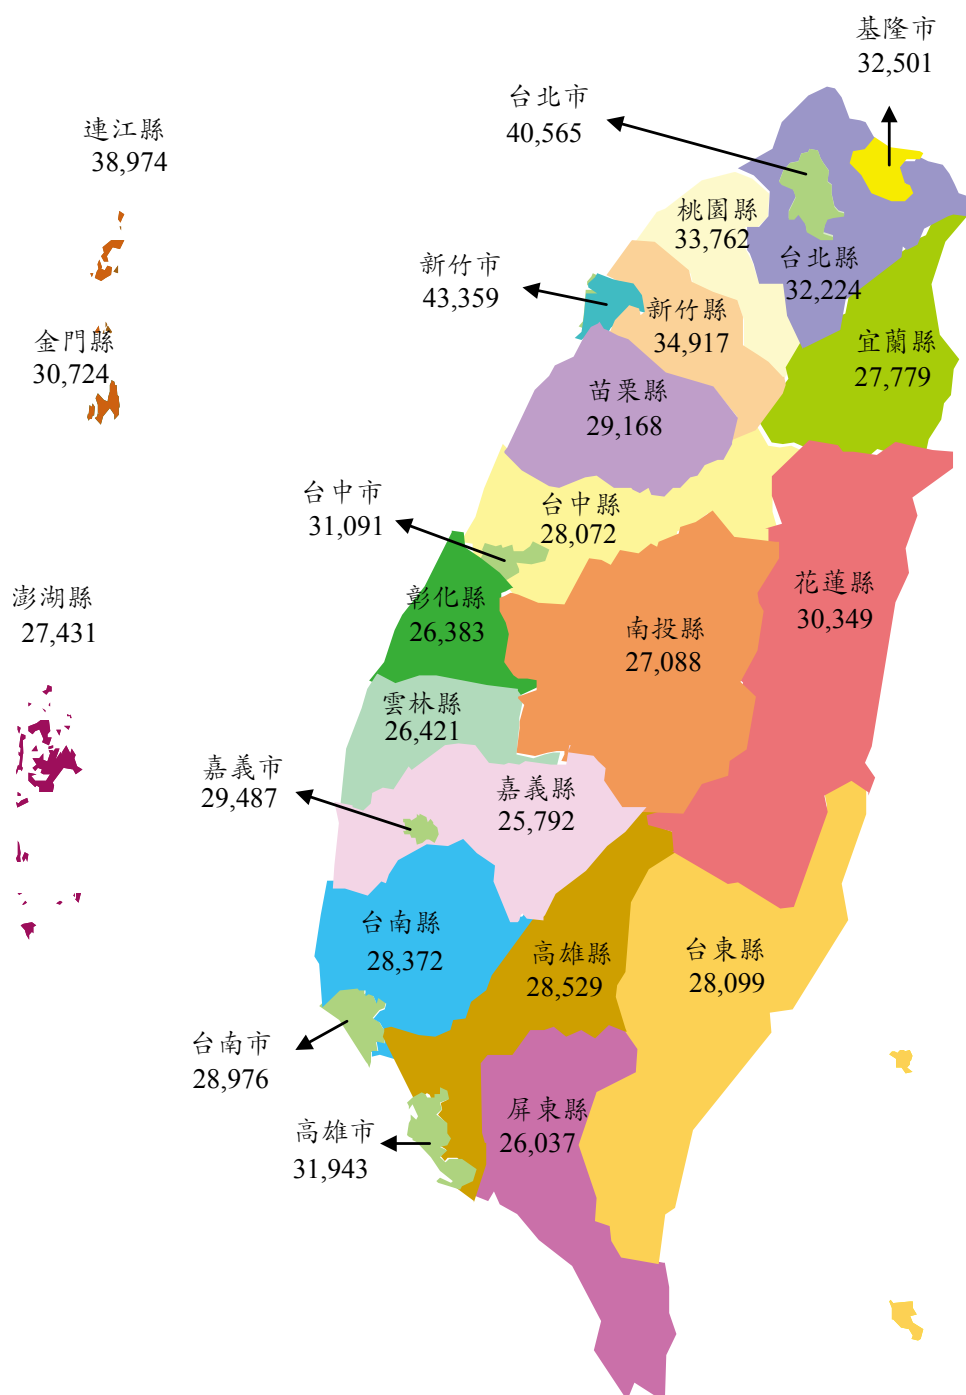 基隆市
32,501
台北市
40,565
連江縣
38,974
桃園縣
33,762
台北縣
32,224
新竹市
43,359
新竹縣
34,917
金門縣
30,724
宜蘭縣
27,779
苗栗縣
29,168
台中市
31,091
台中縣
28,072
澎湖縣
27,431
彰化縣
26,383
南投縣
27,088
花蓮縣
30,349
雲林縣
26,421
嘉義市
29,487
嘉義縣
25,792
台南縣
28,372
高雄縣
28,529
台東縣
28,099
台南市
28,976
高雄市
31,943
屏東縣
26,037